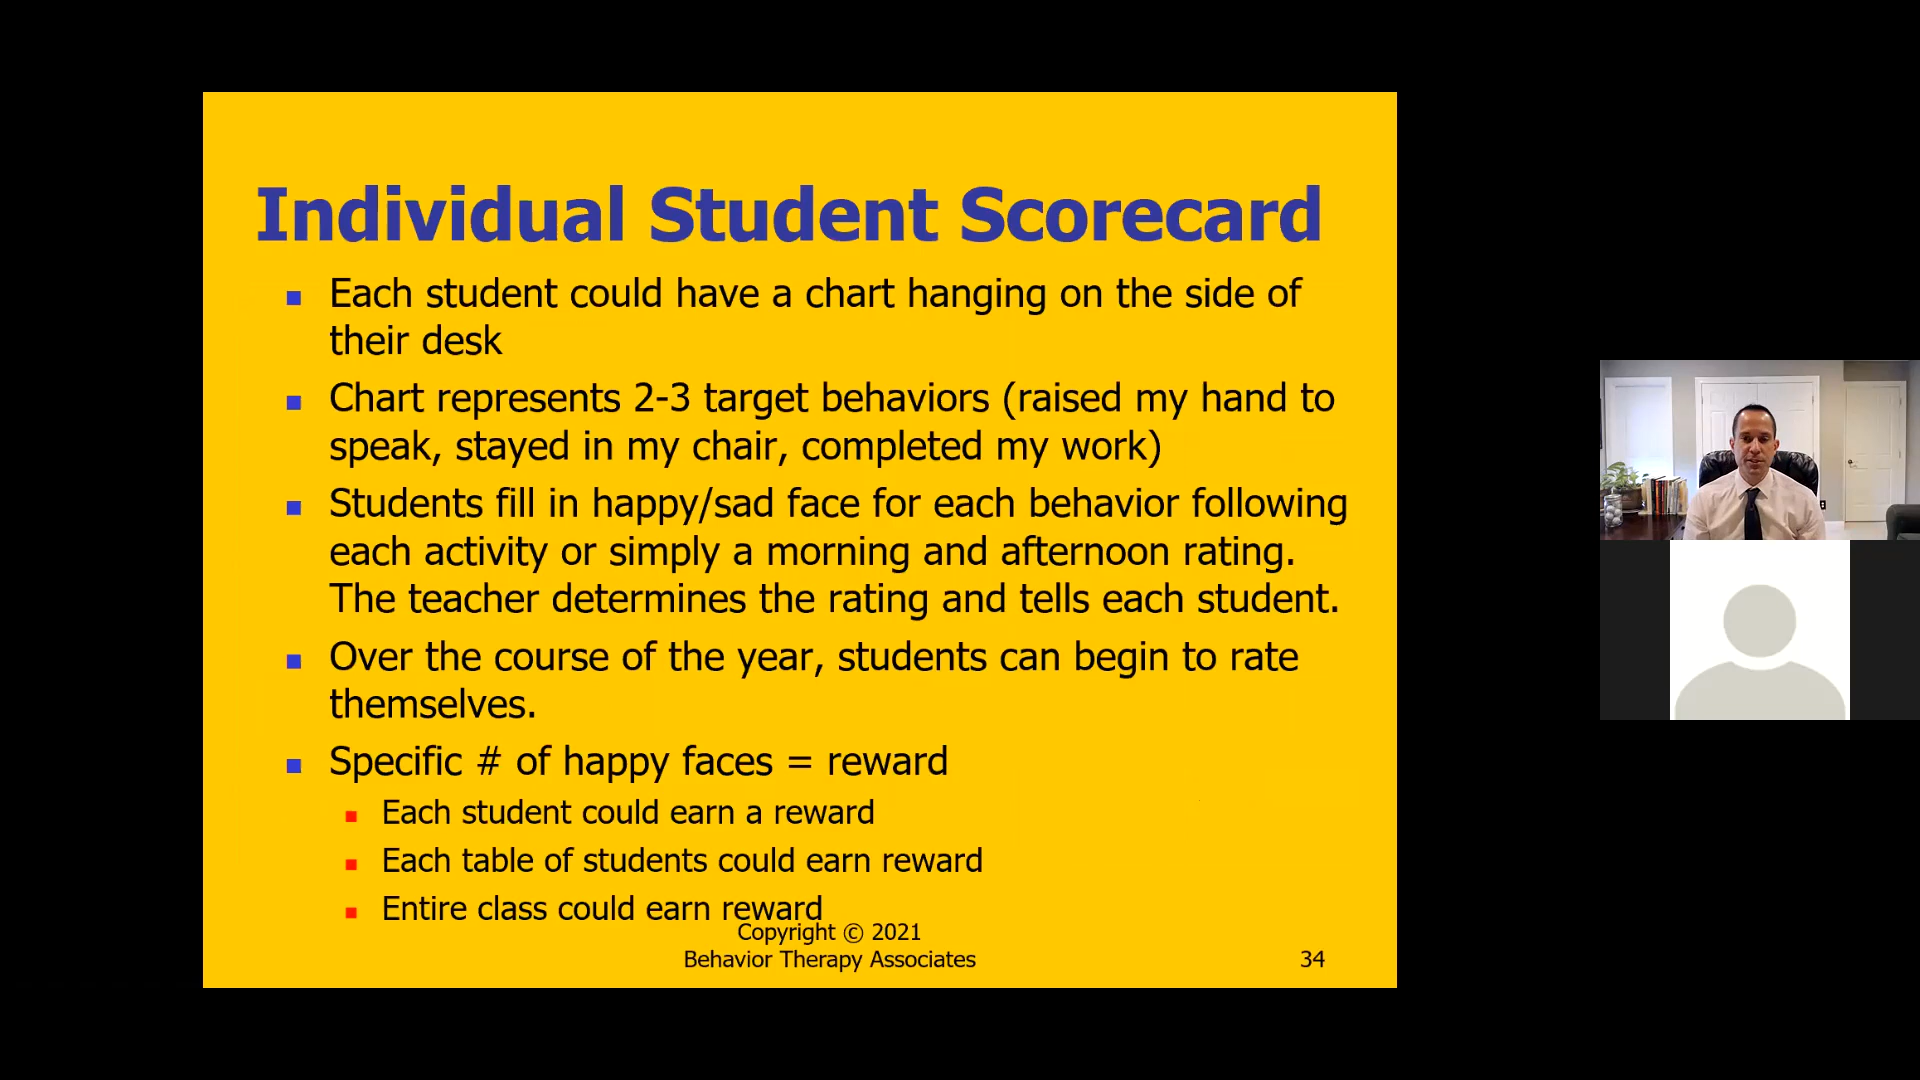 Individual Student Scorecard
Each student could have a chart hanging on the side of
their desk
Chart represents 2-3 target behaviors (raised my hand to
speak, stayed in my chair, completed my work)
Students fill in happy/sad face for each behavior following
each activity or simply a morning and afternoon rating.
The teacher determines the rating and tells each student.
Over the course of the year, students can begin to rate
themselves.
Specific # of happy faces = reward
Each student could earn a reward
Each table of students could earn reward
Entire class could earn reward
Copyright © 2021
Behavior Therapy Associates
34